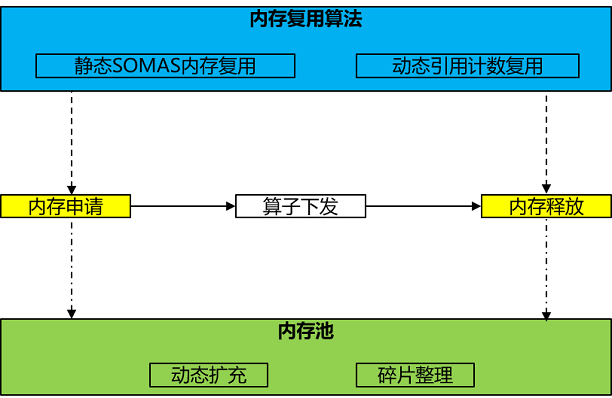 内存复用算法
静态SOMAS内存复用
动态引用计数复用
内存申请
算子下发
内存释放
内存池
动态扩充
碎片整理